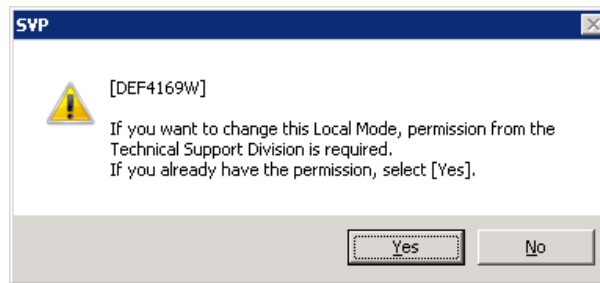 SVP
[DEF4169W]
If you want to change this Local Mode, permission from the
Technical Support Division is required.
If you already have the permission, select [Yes].
Yes
No